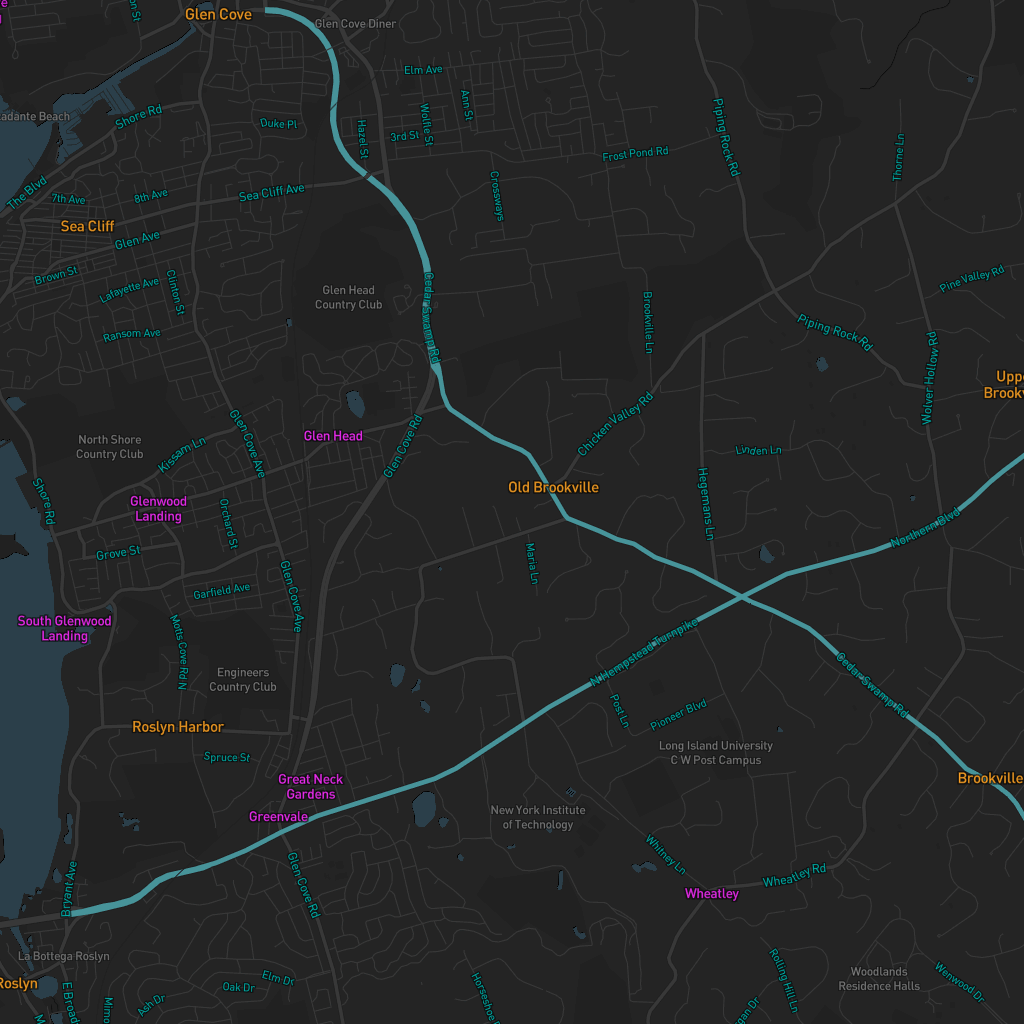 Glen Cove
Glen Cove Diner
Elm Ave
Wolfle St
Ann St
Shore Rd
Duke Pl
Hazel St
3rd St
Frost Pond Rd
Piping Rock Rd
Thorne Ln
The Blvd
7th Ave
8th Ave
Sea Cliff Ave
Crossways
Sea Cliff
Glen Ave
Brown St
Lafayette Ave
Clinton St
Glen Head
Country Club
Cedar Swamp Rd
Brookville Ln
Pine Valley Rd
Ransom Ave
Piping Rock Rd
Wolver Hollow Rd
Glen Cove Ave
Glen Head
Glen Cove Rd
Chicken Valley Rd
North Shore
Country Club
Kissam Ln
Linden Ln
Shore Rd
Glenwood
Landing
Orchard St
Old Brookville
Hegemans Ln
Northern Blvd
Grove St
Maria Ln
Garfield Ave
Glen Cove Ave
South Glenwood
Landing
Motts Cove Rd N
N Hempstead Turnpike
Cedar Swamp Rd
Engineers
Country Club
Post Ln
Pioneer Blvd
Roslyn Harbor
Spruce St
Long Island University
C W Post Campus
Great Neck
Gardens
Greenvale
Brookville
New York Institute
of Technology
Whitney Ln
Bryant Ave
Glen Cove Rd
Wheatley Rd
Wheatley
La Bottega Roslyn
Roslyn
Elm Dr
Oak Dr
Ash Dr
E Broad
Mimo
Horseshoe
Rolling Hill Ln
Woodlands
Residence Halls
Wenwood Dr